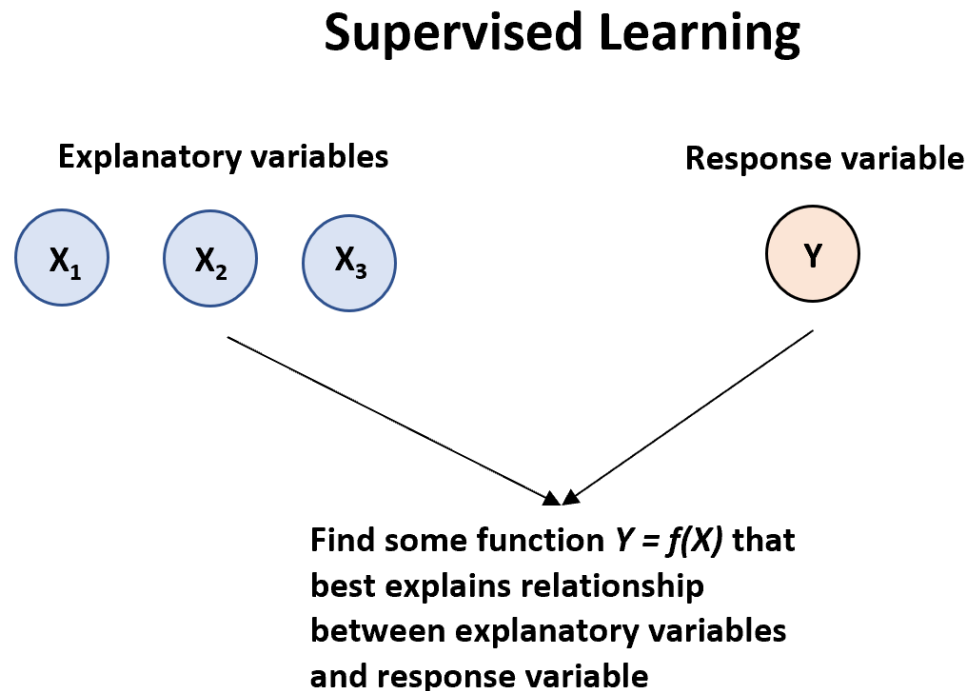 Supervised Learning
Explanatory variables
Response variable
X₁
X₂
X₃
Y
Find some function Y = f(X) that
best explains relationship
between explanatory variables
and response variable